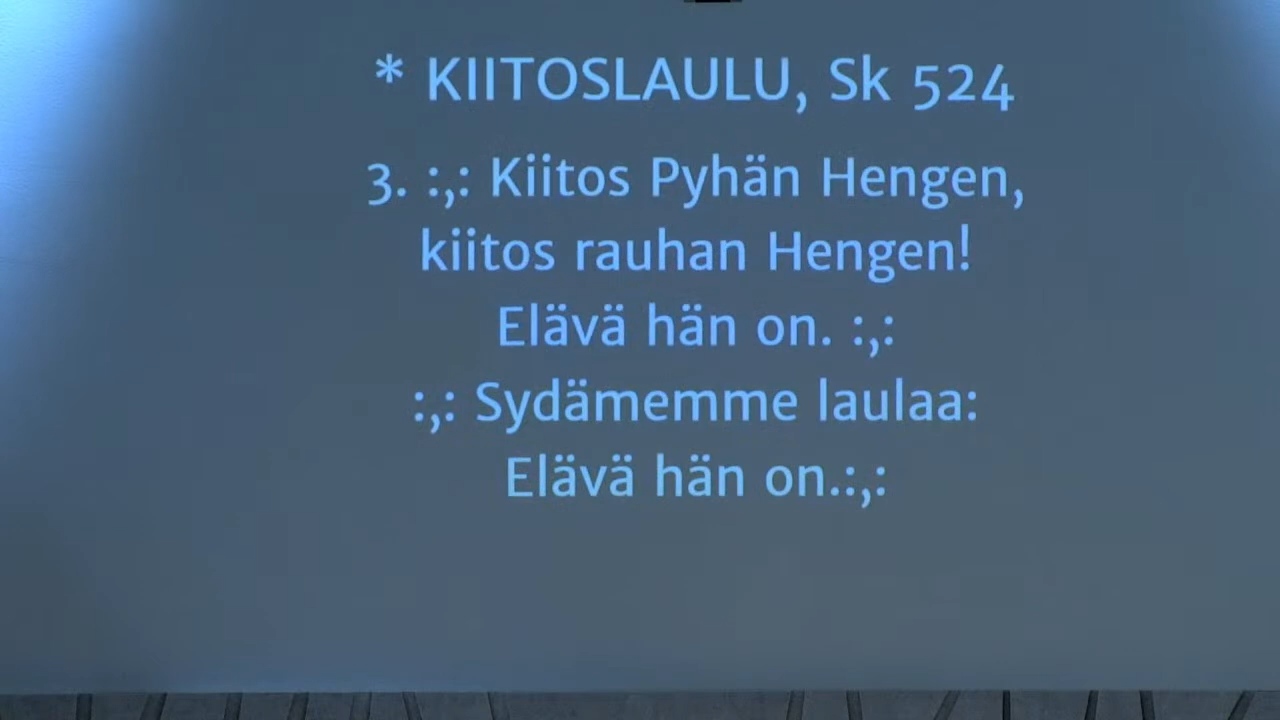 * KIITOSLAULU, Sk 524
3. :,: Kiitos Pyhän Hengen,
kiitos rauhan Hengen!
Elävä hän on. :,:
:,: Sydämemme laulaa:
Elävä hän on.:,: